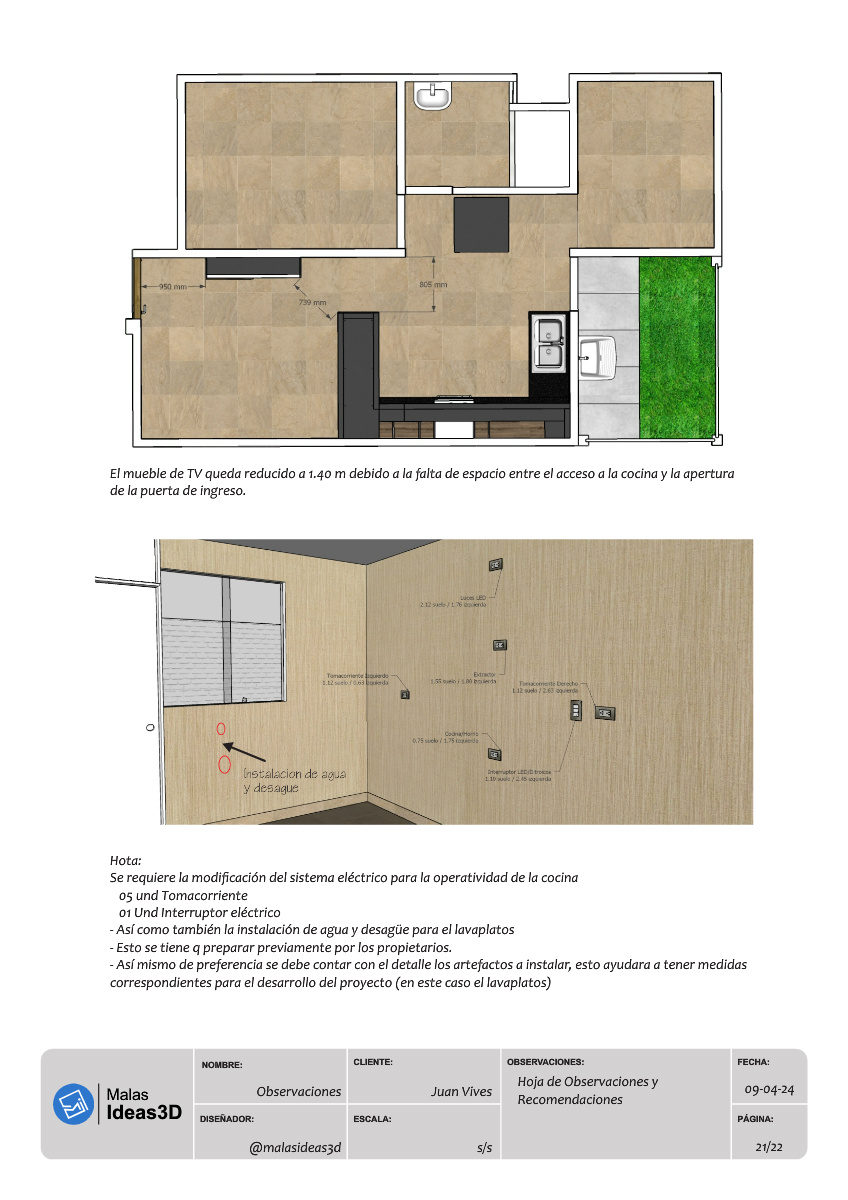 950 mm
739 mm
805 mm
El mueble de TV queda reducido a 1.40 m debido a la falta de espacio entre el acceso a la cocina y la apertura
de la puerta de ingreso.
Luces LED
2.12 suelo / 1.76 izquierda
Tomacorriente Izquierdo
1.12 suelo / 0.63 izquierda
Extractor
1.55 suelo / 1.80 izquierda
Tomacorriente Derecho
1.12 suelo / 2.63 izquierda
Cocina/Horno
0.75 suelo / 1.75 izquierda
Interruptor LED/Dicroicos
1.10 suelo / 2.45 izquierda
Instalacion de agua
y desague
Hota:
Se requiere la modificación del sistema eléctrico para la operatividad de la cocina
05 und Tomacorriente
01 Und Interruptor eléctrico
- Así como también la instalación de agua y desagüe para el lavaplatos
- Esto se tiene q preparar previamente por los propietarios.
- Así mismo de preferencia se debe contar con el detalle los artefactos a instalar, esto ayudara a tener medidas
correspondientes para el desarrollo del proyecto (en este caso el lavaplatos)
Malas
Ideas3D
NOMBRE:
Observaciones
CLIENTE:
Juan Vives
OBSERVACIONES:
Hoja de Observaciones y
Recomendaciones
FECHA:
09-04-24
DISEÑADOR:
@malasideas3d
ESCALA:
s/s
PÁGINA:
21/22